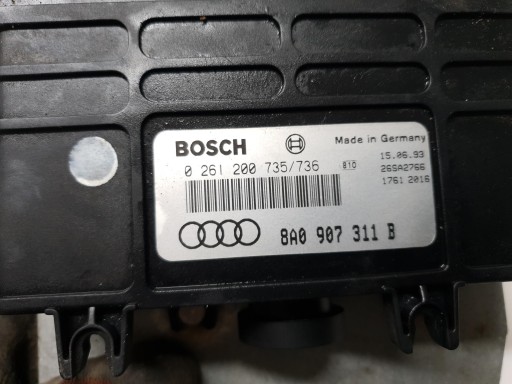 BOSCH Made in Germany
0 261 200 735/736 810 15.06.93
26SA2766
1761 2016
8A0 907 311 B